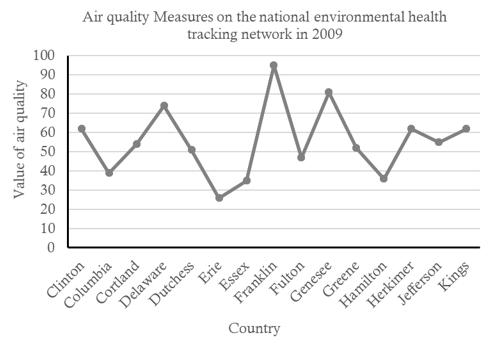 Air quality Measures on the national environmental health
tracking network in 2009
Value of air quality
100
90
80
70
60
50
40
30
20
10
0
Clinton
Columbia
Cortland
Delaware
Dutchess
Erie
Essex
Franklin
Fulton
Genesee
Greene
Hamilton
Herkimer
Jefferson
Kings
Country